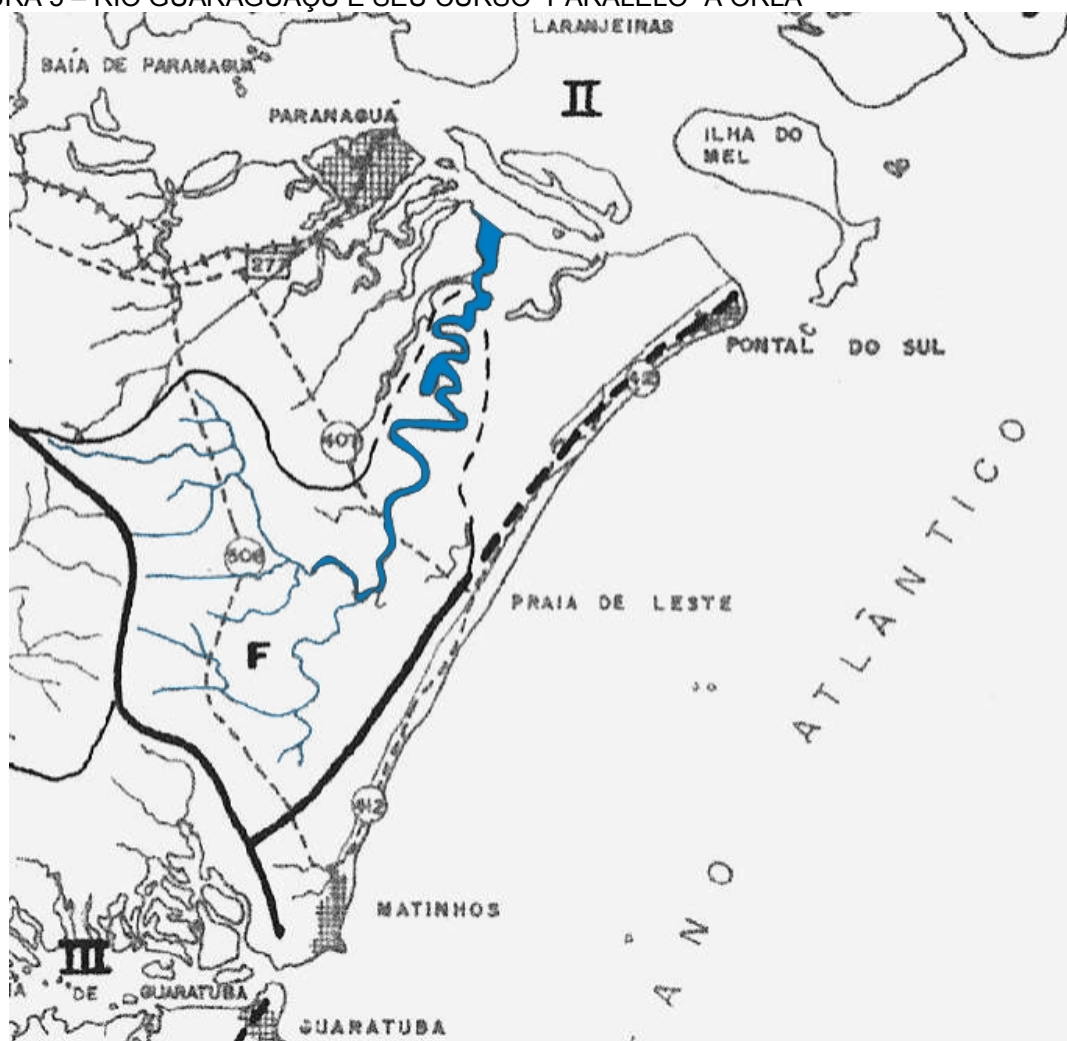 RIO GUARAGUAÇU E SEU CURSO "PARALELO" À ORLA
LARANJEIRAS
BAÍA DE PARANAGUÁ
II
PARANAGUÁ
ILHA DO
MEL
277
PONTAL DO SUL
407
508
PRAIA DE LESTE
F
ATLÂNTICO
412
MATINHOS
III
DE GUARATUBA
GUARATUBA